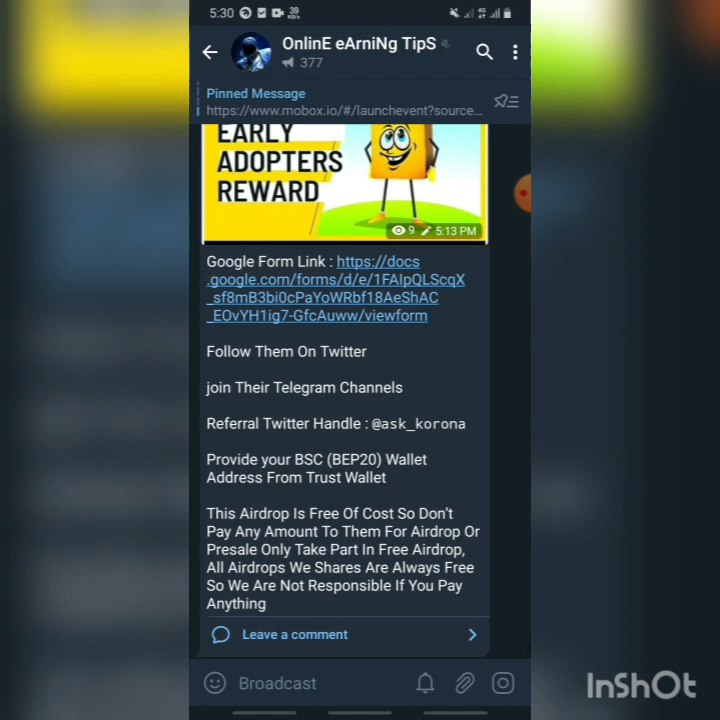 5:30
39
KB/s
4G
OnlinE eArniNg TipS
377
Pinned Message
https://www.mobox.io/#/launchevent?source...
EARLY
ADOPTERS
REWARD
9 5:13 PM
Google Form Link : https://docs
.google.com/forms/d/e/1FAIpQLScqX
_sf8mB3bi0cPaYoWRbf18AeShAC
_EOvYH1ig7-GfcAuww/viewform
Follow Them On Twitter
join Their Telegram Channels
Referral Twitter Handle : @ask_korona
Provide your BSC (BEP20) Wallet
Address From Trust Wallet
This Airdrop Is Free Of Cost So Don't
Pay Any Amount To Them For Airdrop Or
Presale Only Take Part In Free Airdrop,
All Airdrops We Shares Are Always Free
So We Are Not Responsible If You Pay
Anything
Leave a comment
Broadcast
InShOt